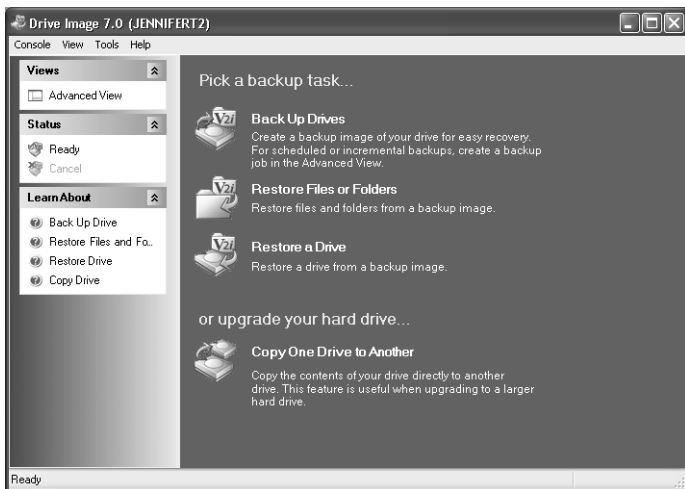 Drive Image 7.0 (JENNIFERT2)
Console View Tools Help
Views
Advanced View
Status
Ready
Cancel
Learn About
Back Up Drive
Restore Files and Fo...
Restore Drive
Copy Drive
Pick a backup task...
V2i
Back Up Drives
Create a backup image of your drive for easy recovery.
For scheduled or incremental backups, create a backup
job in the Advanced View.
V2i
Restore Files or Folders
Restore files and folders from a backup image.
V2i
Restore a Drive
Restore a drive from a backup image.
or upgrade your hard drive...
Copy One Drive to Another
Copy the contents of your drive directly to another
drive. This feature is useful when upgrading to a larger
hard drive.
Ready